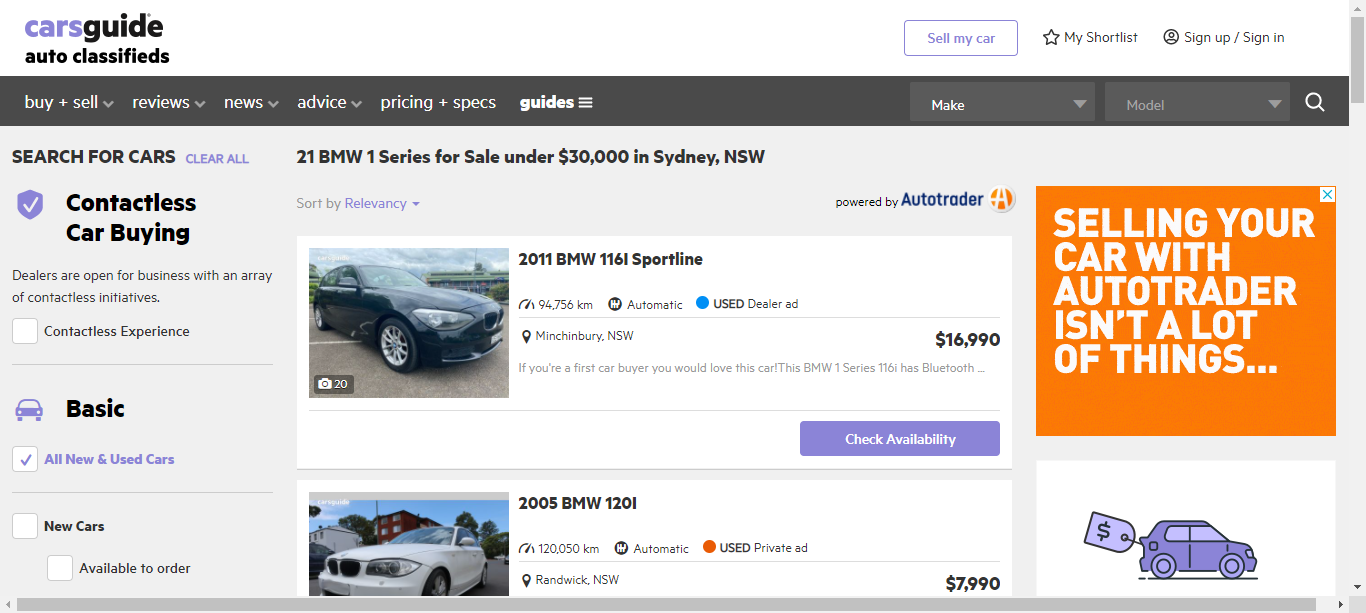 carsguide
auto classifieds
Sell my car
My Shortlist
Sign up / Sign in
buy + sell
reviews
news
advice
pricing + specs
guides
Make
Model
SEARCH FOR CARS CLEAR ALL
Contactless
Car Buying
Dealers are open for business with an array
of contactless initiatives.
Contactless Experience
Basic
All New & Used Cars
New Cars
Available to order
21 BMW 1 Series for Sale under $30,000 in Sydney, NSW
Sort by Relevancy
powered by Autotrader
carsguide
20
2011 BMW 116I Sportline
94,756 km Automatic USED Dealer ad
Minchinbury, NSW
$16,990
If you're a first car buyer you would love this car!This BMW 1 Series 116i has Bluetooth ...
Check Availability
carsguide
2005 BMW 120I
120,050 km Automatic USED Private ad
Randwick, NSW
$7,990
SELLING YOUR
CAR WITH
AUTOTRADER
ISN'T A LOT
OF THINGS...
$